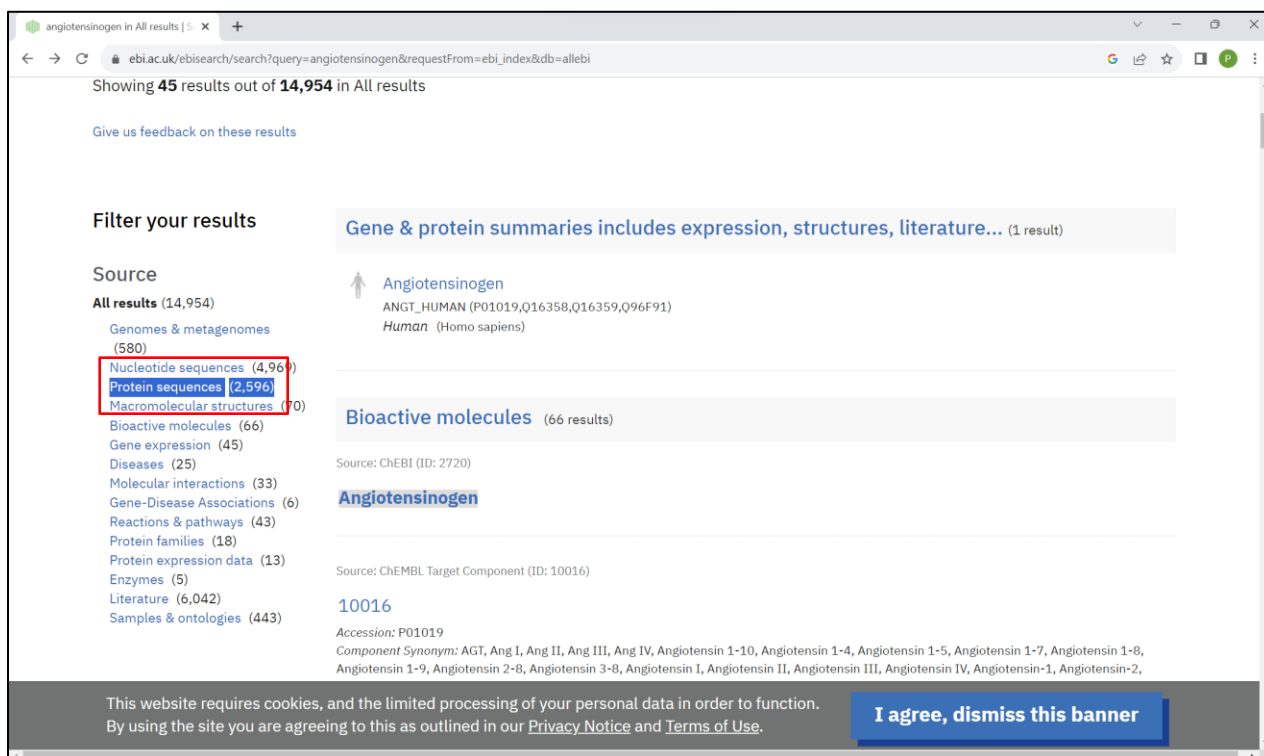 angiotensinogen in All results | S
ebi.ac.uk/ebisearch/search?query=angiotensinogen&requestFrom=ebi_index&db=allebi
G
P
Showing 45 results out of 14,954 in All results
Give us feedback on these results
Filter your results
Source
All results (14,954)
Genomes & metagenomes
(580)
Nucleotide sequences (4,969)
Protein sequences (2,596)
Macromolecular structures (70)
Bioactive molecules (66)
Gene expression (45)
Diseases (25)
Molecular interactions (33)
Gene-Disease Associations (6)
Reactions & pathways (43)
Protein families (18)
Protein expression data (13)
Enzymes (5)
Literature (6,042)
Samples & ontologies (443)
Gene & protein summaries includes expression, structures, literature... (1 result)
Angiotensinogen
ANGT_HUMAN (P01019,Q16358,Q16359,Q96F91)
Human (Homo sapiens)
Bioactive molecules (66 results)
Source: ChEBI (ID: 2720)
Angiotensinogen
Source: ChEMBL Target Component (ID: 10016)
10016
Accession: P01019
Component Synonym: AGT, Ang I, Ang II, Ang III, Ang IV, Angiotensin 1-10, Angiotensin 1-4, Angiotensin 1-5, Angiotensin 1-7, Angiotensin 1-8,
Angiotensin 1-9, Angiotensin 2-8, Angiotensin 3-8, Angiotensin I, Angiotensin II, Angiotensin III, Angiotensin IV, Angiotensin-1, Angiotensin-2,
This website requires cookies, and the limited processing of your personal data in order to function.
By using the site you are agreeing to this as outlined in our Privacy Notice and Terms of Use.
I agree, dismiss this banner